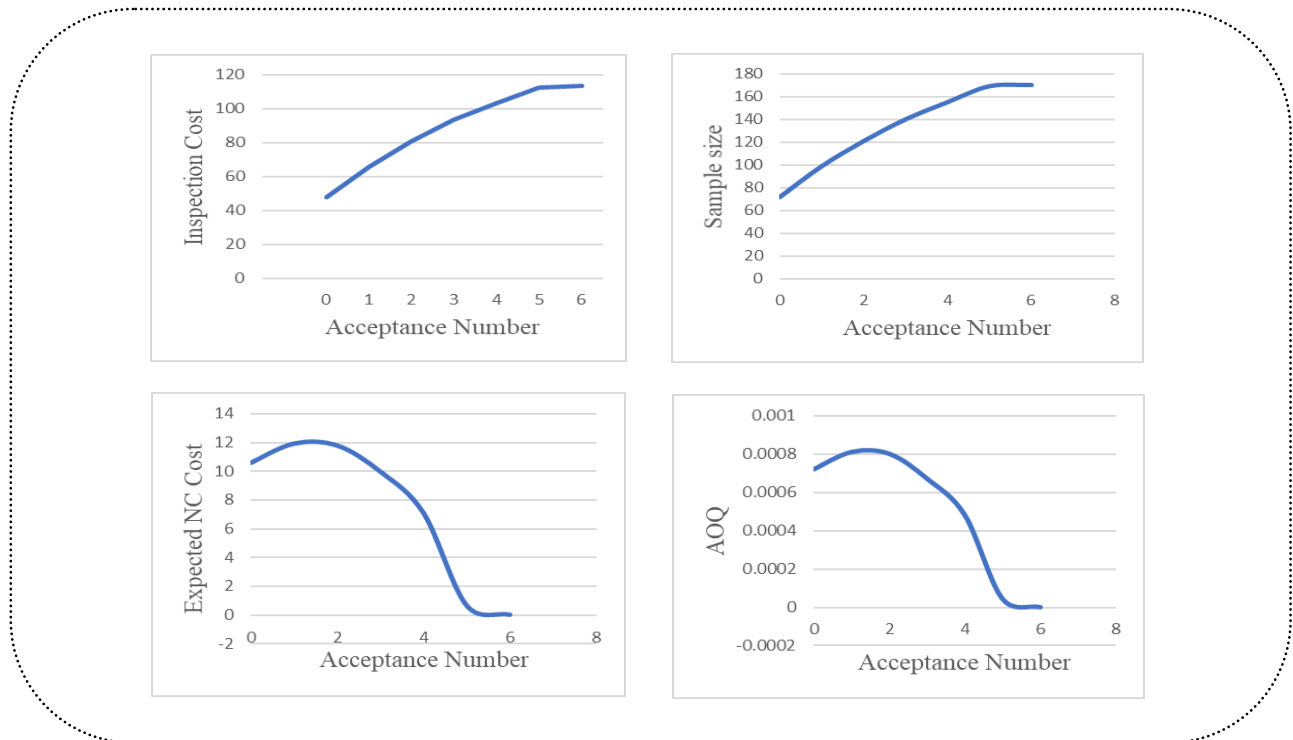 120
100
80
60
40
20
0
0 1 2 3 4 5 6
Inspection Cost
Acceptance Number
180
160
140
120
100
80
60
40
20
0
0 2 4 6 8
Sample size
Acceptance Number
14
12
10
8
6
4
2
0
-2
0 2 4 6 8
Expected NC Cost
Acceptance Number
0.001
0.0008
0.0006
0.0004
0.0002
0
-0.0002
0 2 4 6 8
AOQ
Acceptance Number